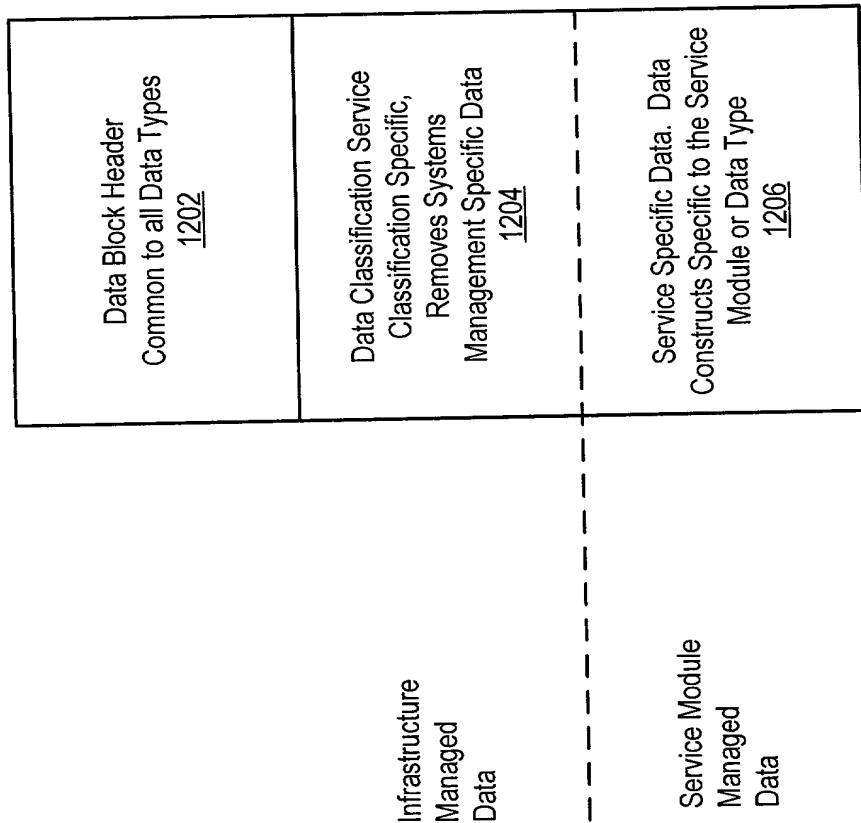 Data Block Header
Common to all Data Types
1202
Data Classification Service
Classification Specific,
Removes Systems
Management Specific Data
1204
Infrastructure
Managed
Data
Service Specific Data. Data
Constructs Specific to the Service
Module or Data Type
1206
Service Module
Managed
Data